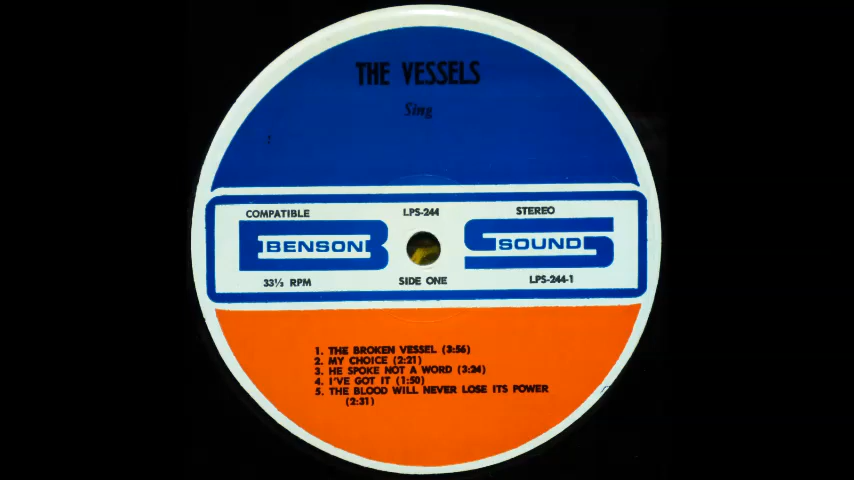 THE VESSELS
Sing
COMPATIBLE LPS-244 STEREO
BENSON SOUND
33⅓ RPM SIDE ONE LPS-244-1
1. THE BROKEN VESSEL (3:56)
2. MY CHOICE (2:21)
3. HE SPOKE NOT A WORD (3:24)
4. I'VE GOT IT (1:50)
5. THE BLOOD WILL NEVER LOSE ITS POWER
(2:31)